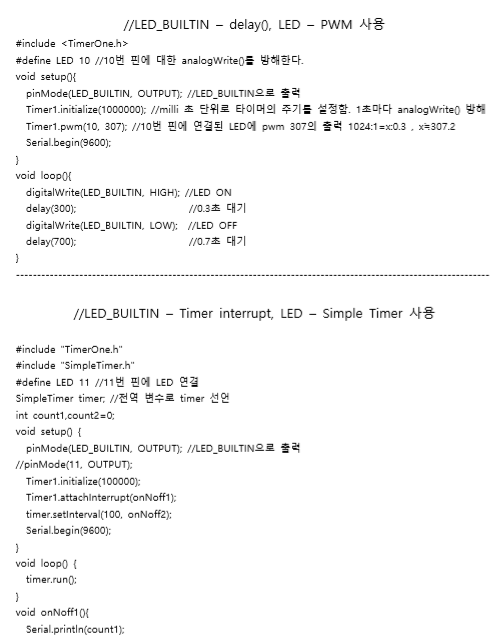 //LED_BUILTIN – delay(), LED – PWM 사용
#include <TimerOne.h>
#define LED 10 //10번 핀에 대한 analogWrite()를 방해한다.
void setup(){
pinMode(LED_BUILTIN, OUTPUT); //LED_BUILTIN으로 출력
Timer1.initialize(1000000); //milli 초 단위로 타이머의 주기를 설정함. 1초마다 analogWrite() 방해
Timer1.pwm(10, 307); //10번 핀에 연결된 LED에 pwm 307의 출력 1024:1=x:0.3 , x≒307.2
Serial.begin(9600);
}
void loop(){
digitalWrite(LED_BUILTIN, HIGH); //LED ON
delay(300); //0.3초 대기
digitalWrite(LED_BUILTIN, LOW); //LED OFF
delay(700); //0.7초 대기
}
//LED_BUILTIN – Timer interrupt, LED – Simple Timer 사용
#include "TimerOne.h"
#include "SimpleTimer.h"
#define LED 11 //11번 핀에 LED 연결
SimpleTimer timer; //전역 변수로 timer 선언
int count1,count2=0;
void setup() {
pinMode(LED_BUILTIN, OUTPUT); //LED_BUILTIN으로 출력
//pinMode(11, OUTPUT);
Timer1.initialize(100000);
Timer1.attachInterrupt(onNoff1);
timer.setInterval(100, onNoff2);
Serial.begin(9600);
}
void loop() {
timer.run();
}
void onNoff1(){
Serial.println(count1);